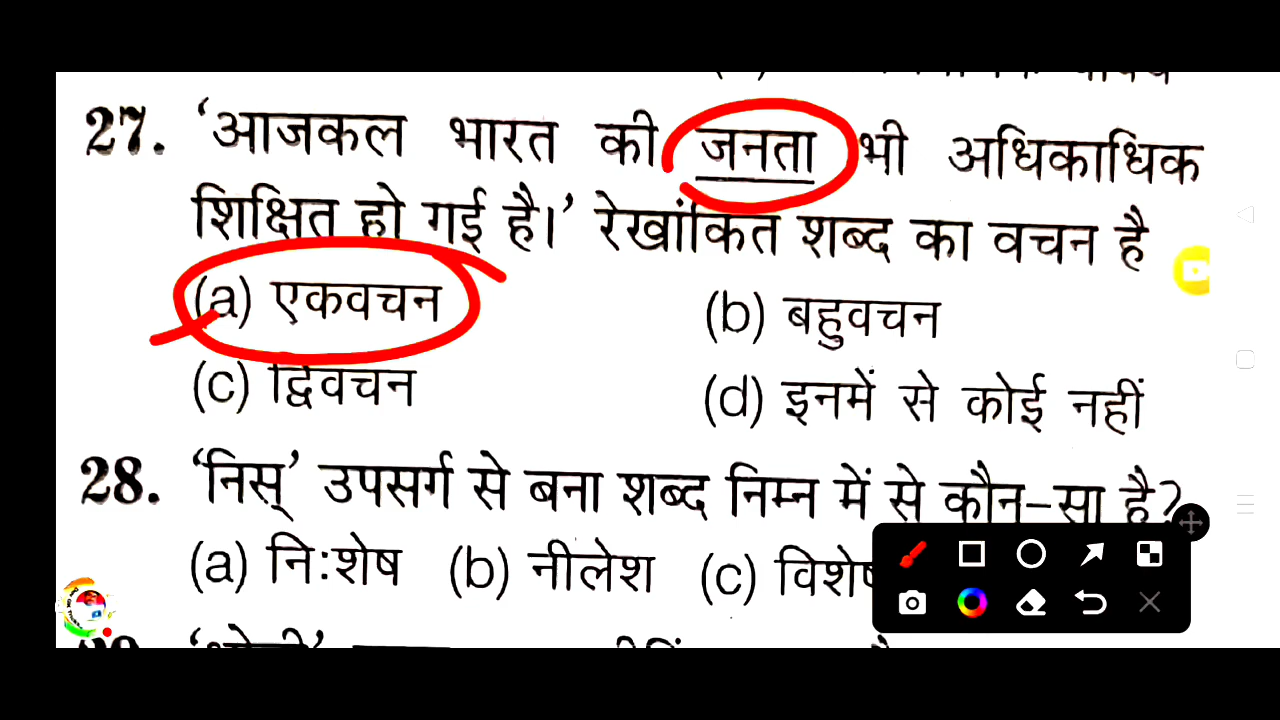 27. ‘आजकल भारत की जनता भी अधिकाधिक
शिक्षित हो गई है।’ रेखांकित शब्द का वचन है
(a) एकवचन (b) बहुवचन
(c) द्विवचन (d) इनमें से कोई नहीं
28. ‘निस्’ उपसर्ग से बना शब्द निम्न में से कौन-सा है?
(a) नि:शेष (b) नीलेश (c)